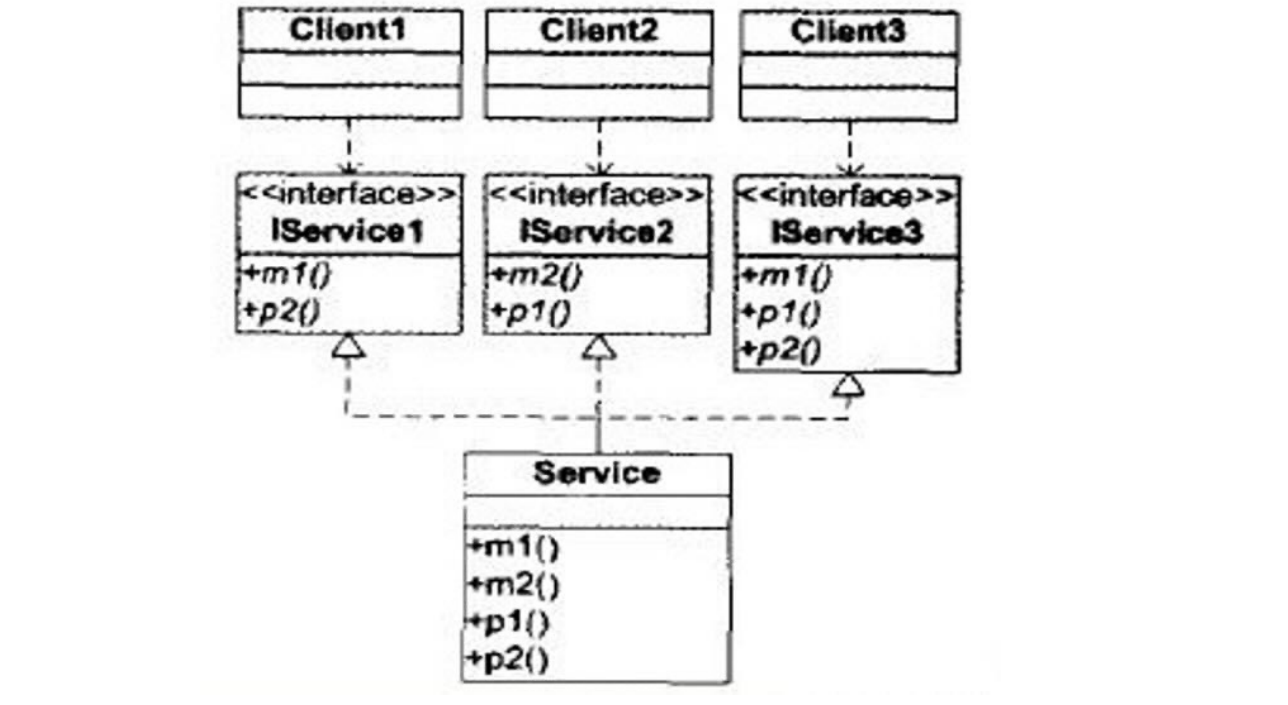 Client1
Client2
Client3
<<interface>>
IService1
+m1()
+p2()
<<interface>>
IService2
+m2()
+p1()
<<interface>>
IService3
+m1()
+p1()
+p2()
Service
+m1()
+m2()
+p1()
+p2()